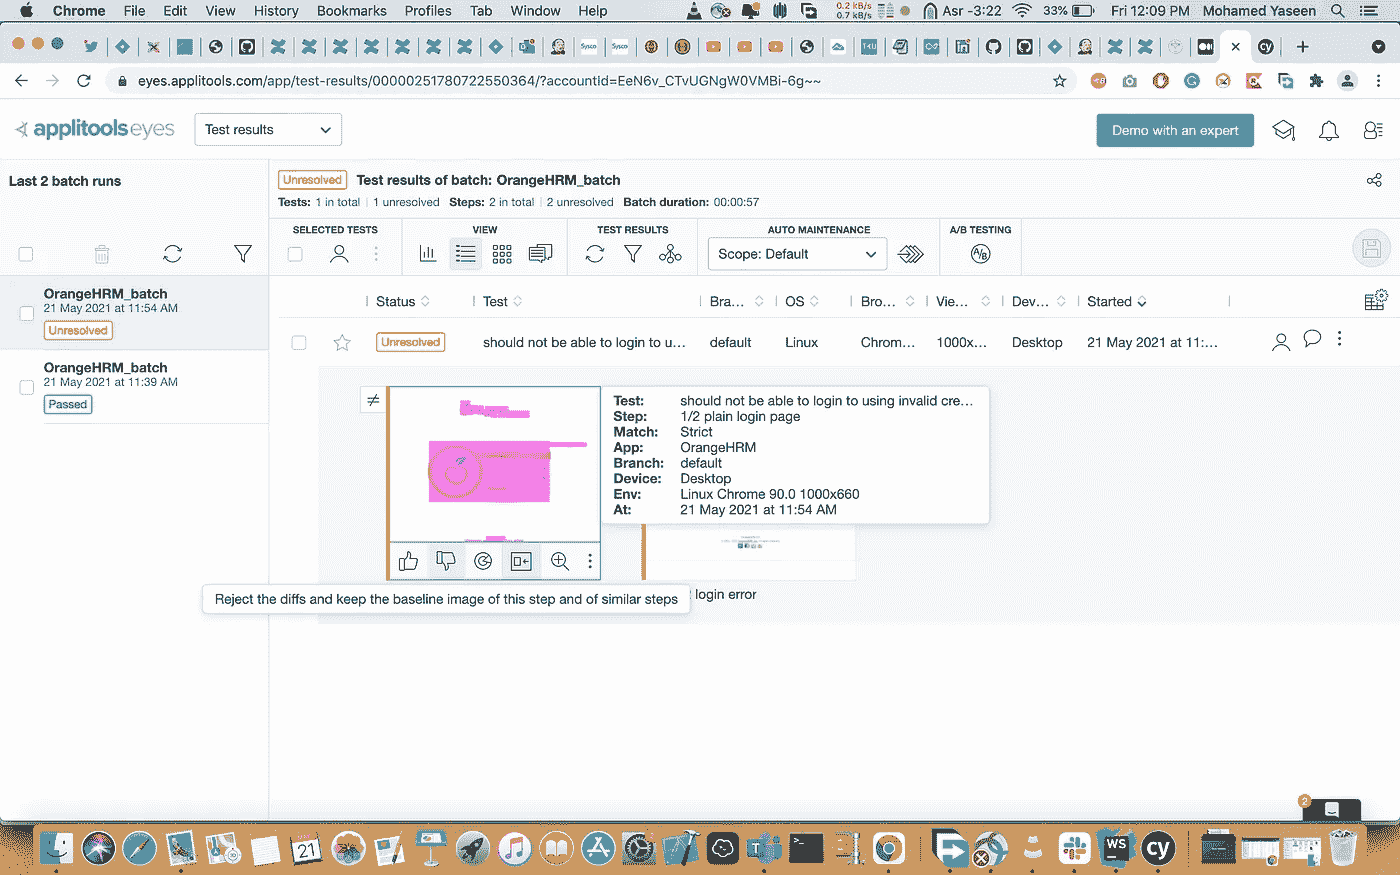 Chrome File Edit View History Bookmarks Profiles Tab Window Help 0.2 kB/s 0.7 kB/s Asr -3:22 33% Fri 12:09 PM Mohamed Yaseen
Sysco Sysco cy
eyes.applitools.com/app/test-results/00000251780722550364/?accountId=EeN6v_CTvUGNgW0VMBi-6g~~
applitools eyes Test results Demo with an expert
Last 2 batch runs
Unresolved Test results of batch: OrangeHRM_batch
Tests: 1 in total | 1 unresolved Steps: 2 in total | 2 unresolved Batch duration: 00:00:57
SELECTED TESTS VIEW TEST RESULTS AUTO MAINTENANCE A/B TESTING
Scope: Default A/B
OrangeHRM_batch
21 May 2021 at 11:54 AM
Unresolved
OrangeHRM_batch
21 May 2021 at 11:39 AM
Passed
Status Test Bra... OS Bro... Vie... Dev... Started
Unresolved should not be able to login to u... default Linux Chrom... 1000x... Desktop 21 May 2021 at 11:...
≠
Test: should not be able to login to using invalid cre...
Step: 1/2 plain login page
Match: Strict
App: OrangeHRM
Branch: default
Device: Desktop
Env: Linux Chrome 90.0 1000x660
At: 21 May 2021 at 11:54 AM
Reject the diffs and keep the baseline image of this step and of similar steps
login error
2
21 WS cy